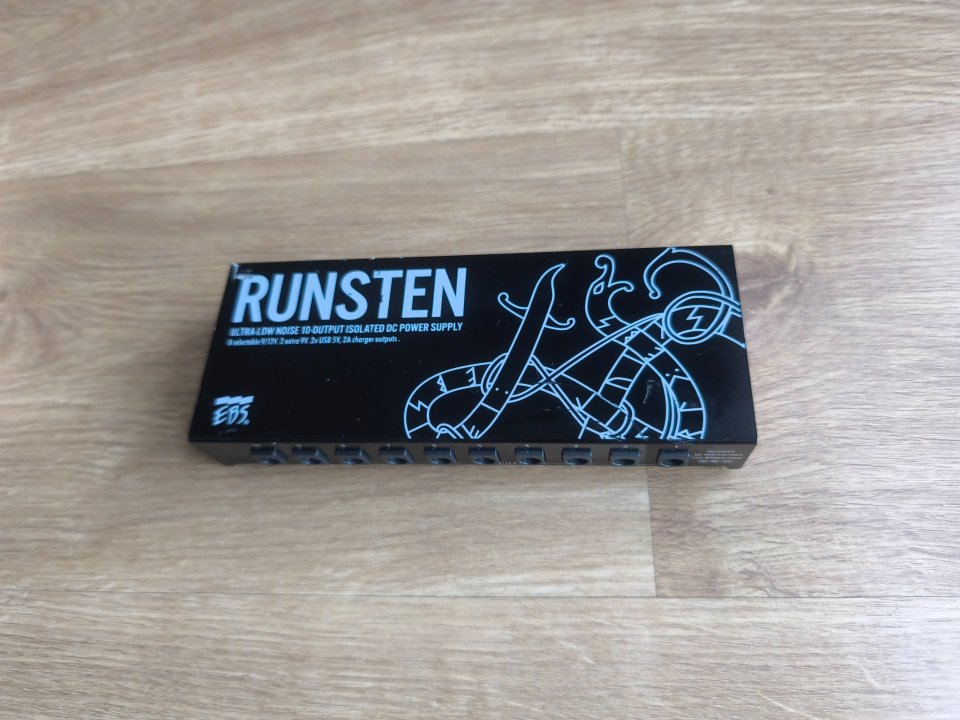 RUNSTEN
ULTRA-LOW NOISE 10-OUTPUT ISOLATED DC POWER SUPPLY
8 selectable 9/12V, 2 extra 9V, 2x USB 5V, 2A charger outputs.
EBS